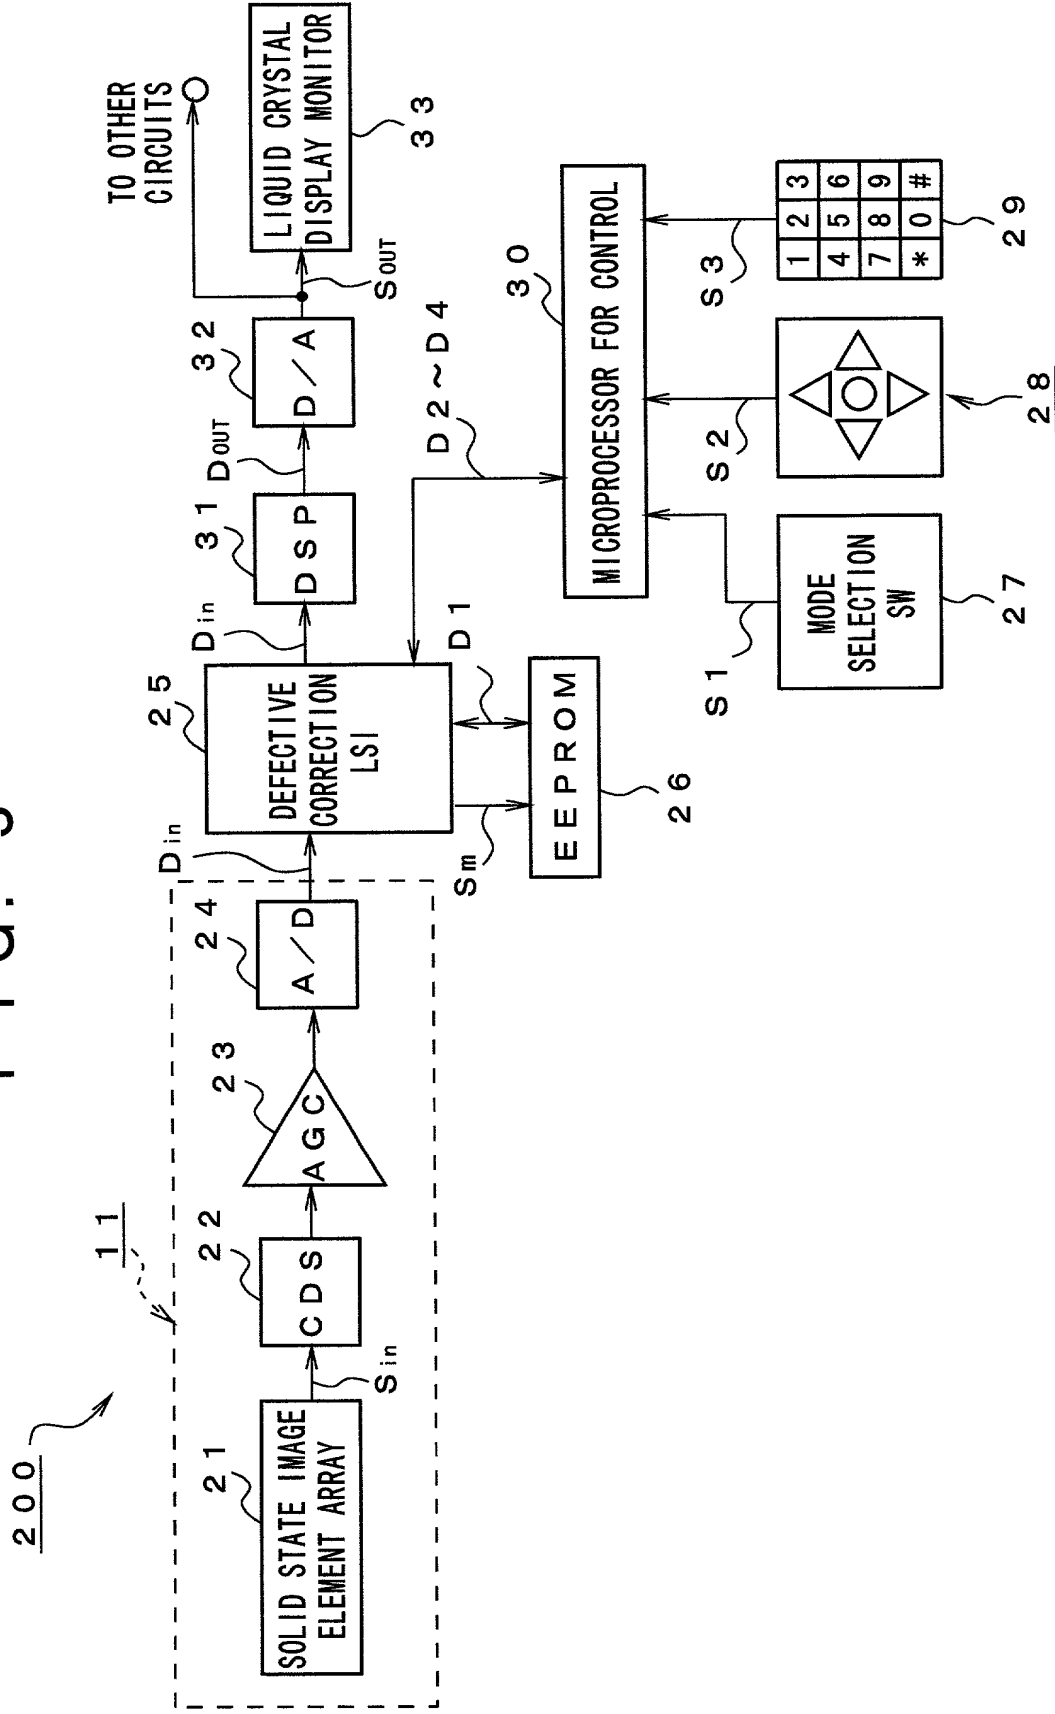 200
11
21
SOLID STATE IMAGE
ELEMENT ARRAY
Sin
22
CDS
23
AGC
24
A/D
Din
25
DEFECTIVE
CORRECTION
LSI
Sm
D1
EEPROM
26
Din
31
DSP
DOUT
32
D/A
SOUT
TO OTHER
CIRCUITS
LIQUID CRYSTAL
DISPLAY MONITOR
33
D2~D4
30
MICROPROCESSOR FOR CONTROL
S1
MODE
SELECTION
SW
27
S2
28
S3
1 2 3
4 5 6
7 8 9
* 0 #
29